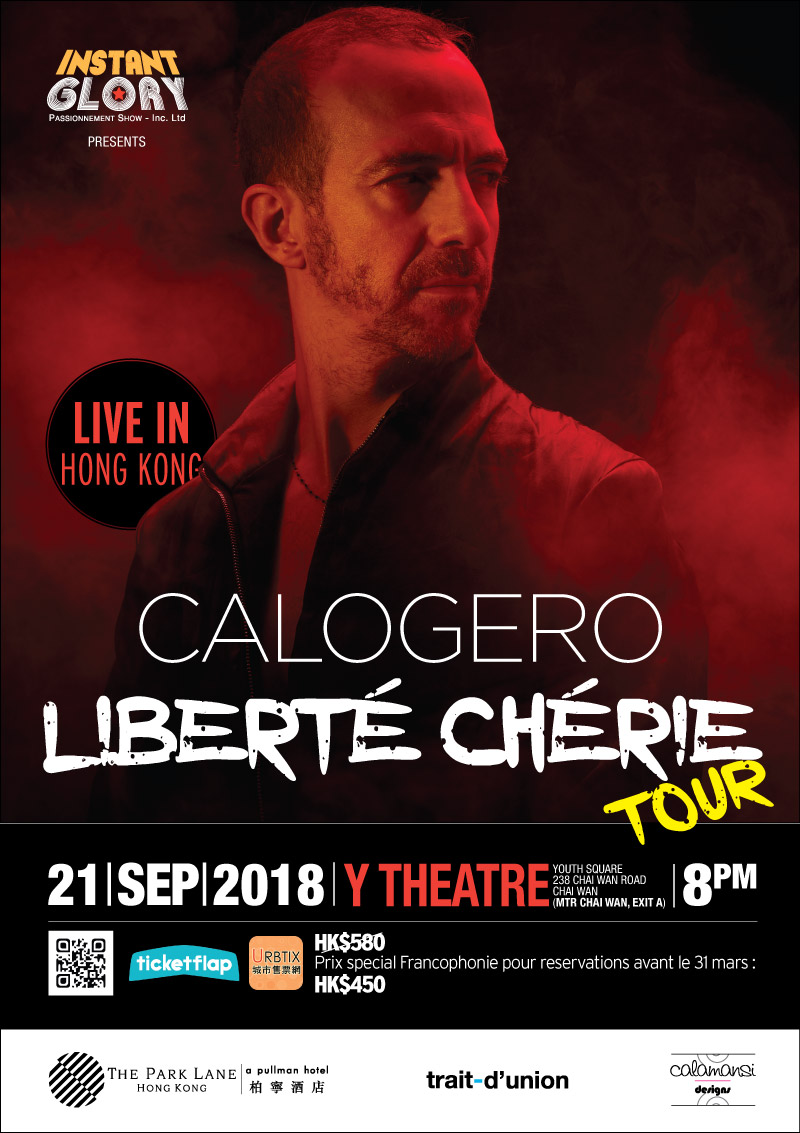 INSTANT
GLORY
PASSIONNEMENT SHOW - INC. LTD
PRESENTS
LIVE IN
HONG KONG
CALOGERO
LIBERTÉ CHÉRIE
TOUR
21 | SEP | 2018 | Y THEATRE
YOUTH SQUARE
238 CHAI WAN ROAD
CHAI WAN
(MTR CHAI WAN, EXIT A)
8PM
ticketflap
URBTIX
城市售票網
HK$580
Prix special Francophonie pour reservations avant le 31 mars :
HK$450
THE PARK LANE
HONG KONG
a pullman hotel
柏寧酒店
trait-d'union
calamansi
designs